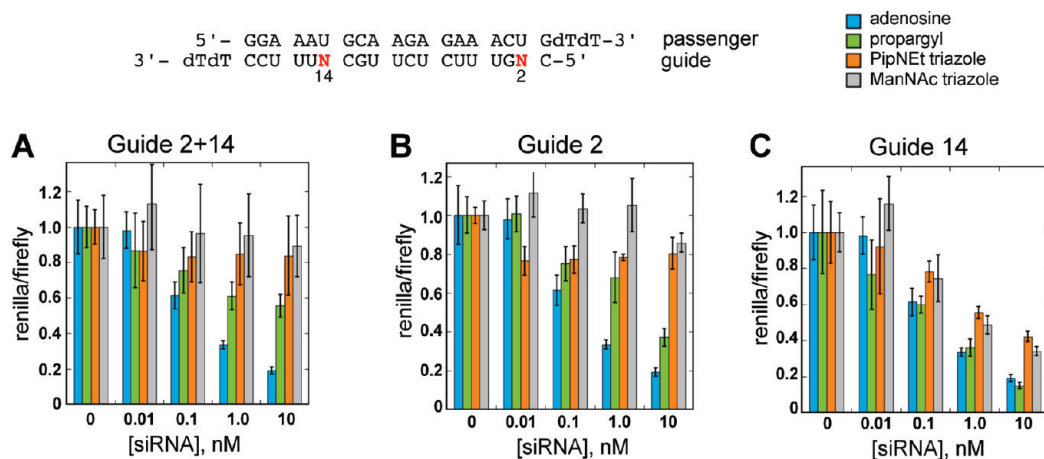 5'- GGA AAU GCA AGA GAA ACU GdTdT-3' passenger
3'- dTdT CCU UUN CGU UCU CUU UGN C-5' guide
14 2
adenosine
propargyl
PipNEt triazole
ManNAc triazole
A Guide 2+14
renilla/firefly
1.2
1.0
0.8
0.6
0.4
0.2
0
0 0.01 0.1 1.0 10
[siRNA], nM
B Guide 2
renilla/firefly
1.2
1.0
0.8
0.6
0.4
0.2
0
0 0.01 0.1 1.0 10
[siRNA], nM
C Guide 14
renilla/firefly
1.2
1.0
0.8
0.6
0.4
0.2
0
0 0.01 0.1 1.0 10
[siRNA], nM